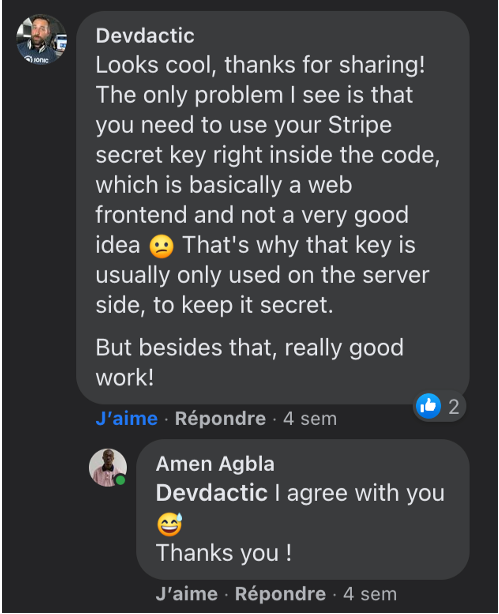 Devdactic
Looks cool, thanks for sharing!
The only problem I see is that
you need to use your Stripe
secret key right inside the code,
which is basically a web
frontend and not a very good
idea 😕 That's why that key is
usually only used on the server
side, to keep it secret.
But besides that, really good
work!
2
J'aime · Répondre · 4 sem
Amen Agbla
Devdactic I agree with you
😅
Thanks you !
J'aime · Répondre · 4 sem